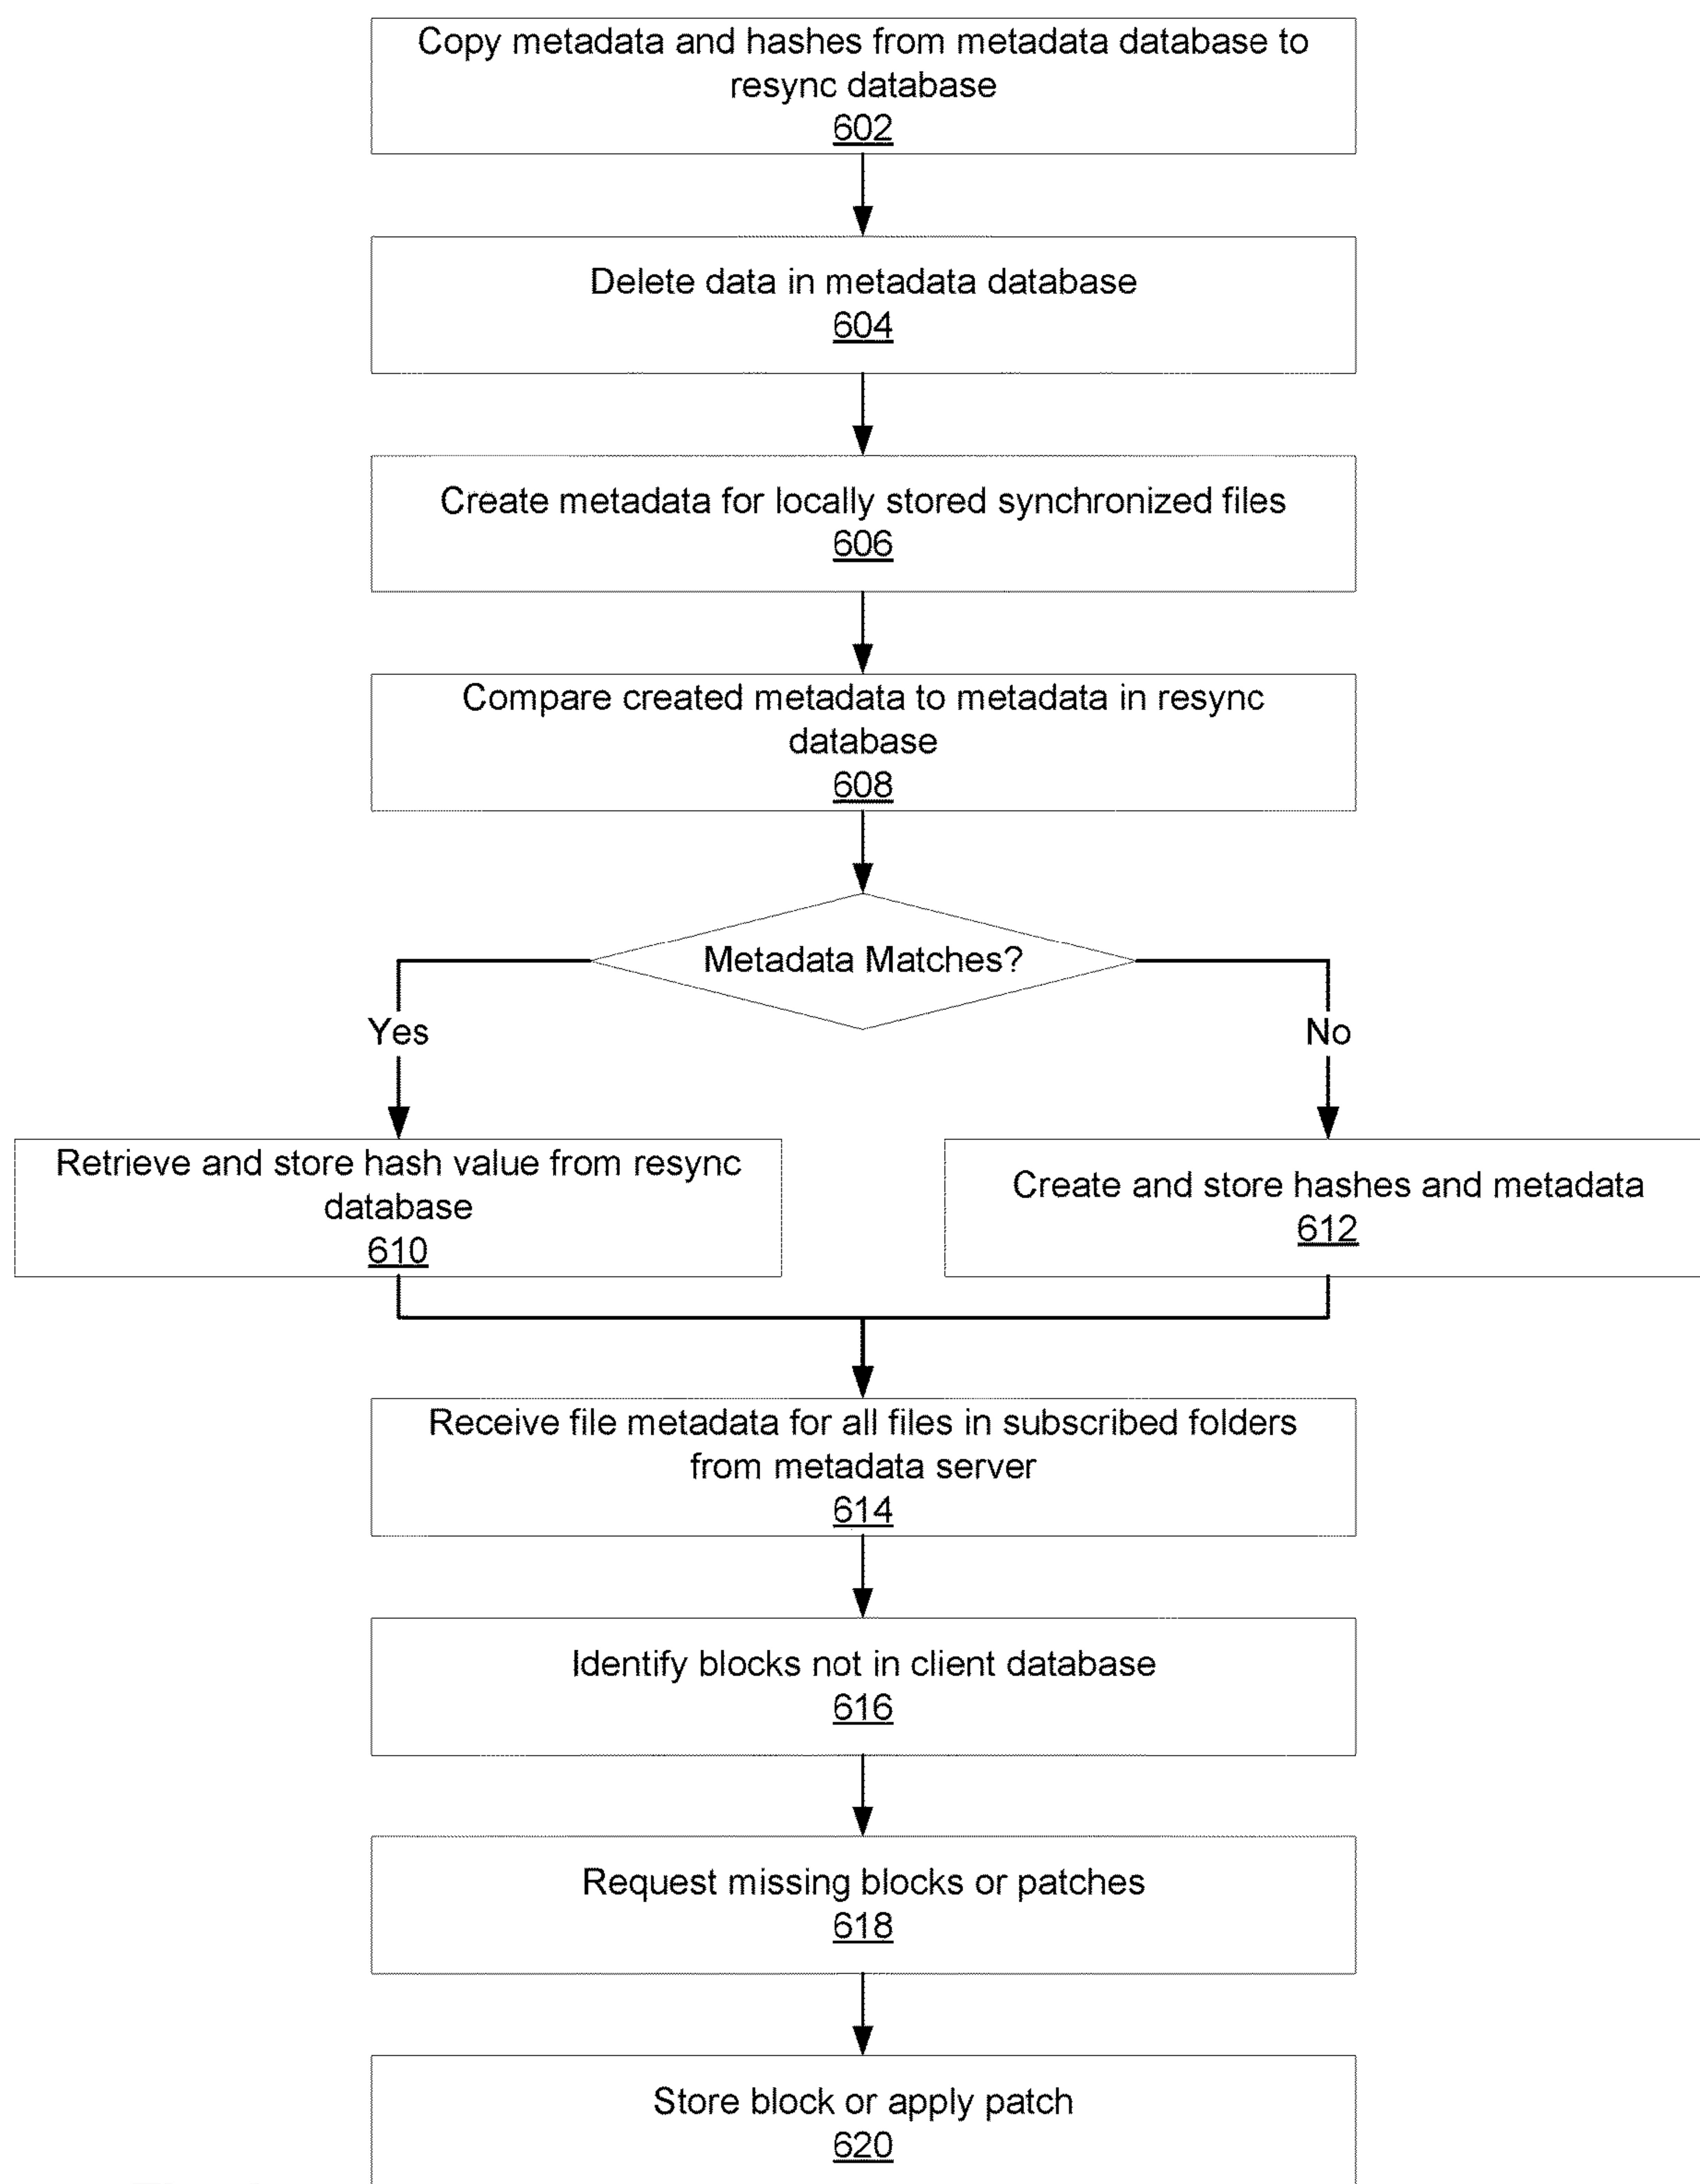 Copy metadata and hashes from metadata database to
resync database
602
Delete data in metadata database
604
Create metadata for locally stored synchronized files
606
Compare created metadata to metadata in resync
database
608
Metadata Matches?
Yes
No
Retrieve and store hash value from resync
database
610
Create and store hashes and metadata
612
Receive file metadata for all files in subscribed folders
from metadata server
614
Identify blocks not in client database
616
Request missing blocks or patches
618
Store block or apply patch
620